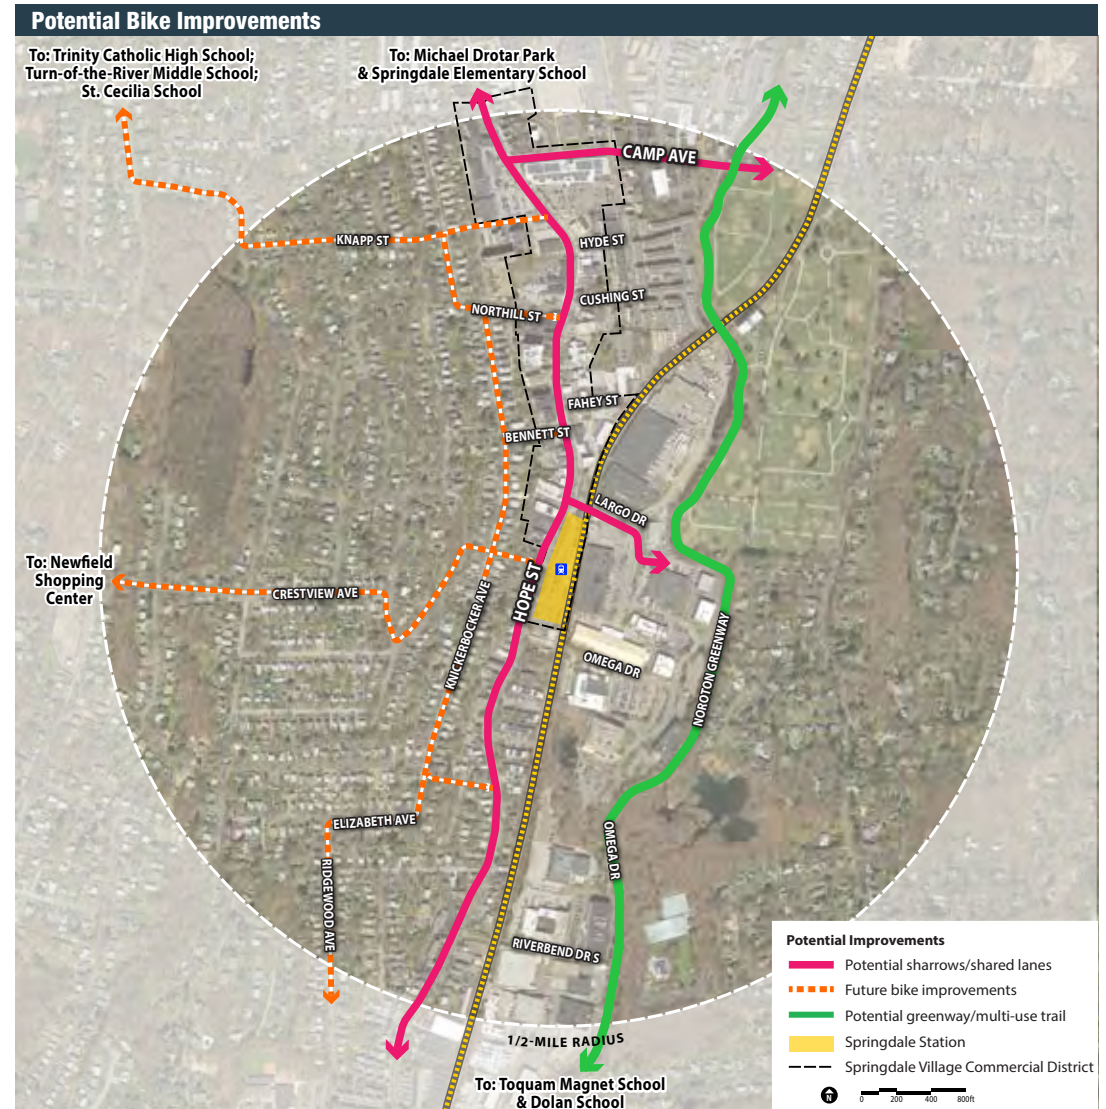 Potential Bike Improvements
To: Trinity Catholic High School;
Turn-of-the-River Middle School;
St. Cecilia School
To: Michael Drotar Park
& Springdale Elementary School
CAMP AVE
KNAPP ST
HYDE ST
CUSHING ST
NORTHILL ST
FAHEY ST
BENNETT ST
LARGO DR
To: Newfield
Shopping
Center
CRESTVIEW AVE
HOPE ST
KNICKERBOCKER AVE
OMEGA DR
NOROTON GREENWAY
ELIZABETH AVE
RIDGEWOOD AVE
OMEGA DR
RIVERBEND DR S
1/2-MILE RADIUS
To: Toquam Magnet School
& Dolan School
Potential Improvements
Potential sharrows/shared lanes
Future bike improvements
Potential greenway/multi-use trail
Springdale Station
Springdale Village Commercial District
N
0 200 400 800ft